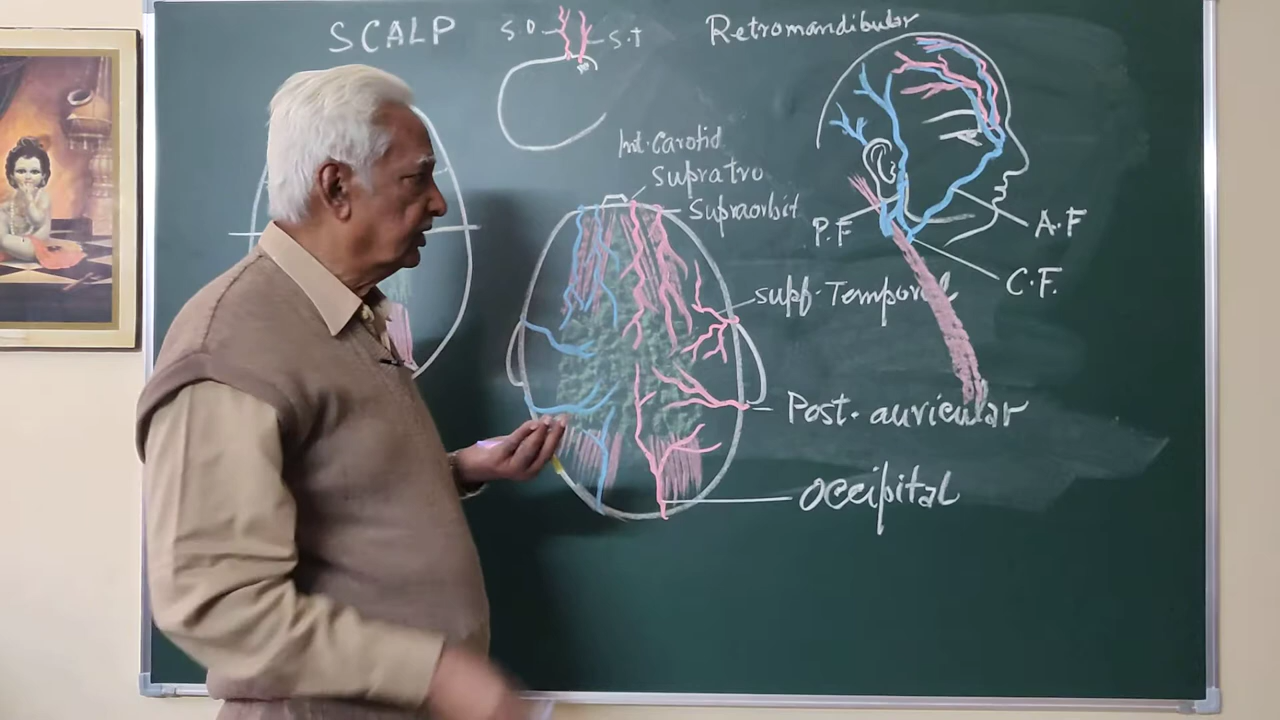 SCALP
S.O
S.T
Retromandibular
Int. Carotid
Supratro
Supraorbit
P.F
A.F
C.F.
supf. Temporal
Post. auricular
occipital